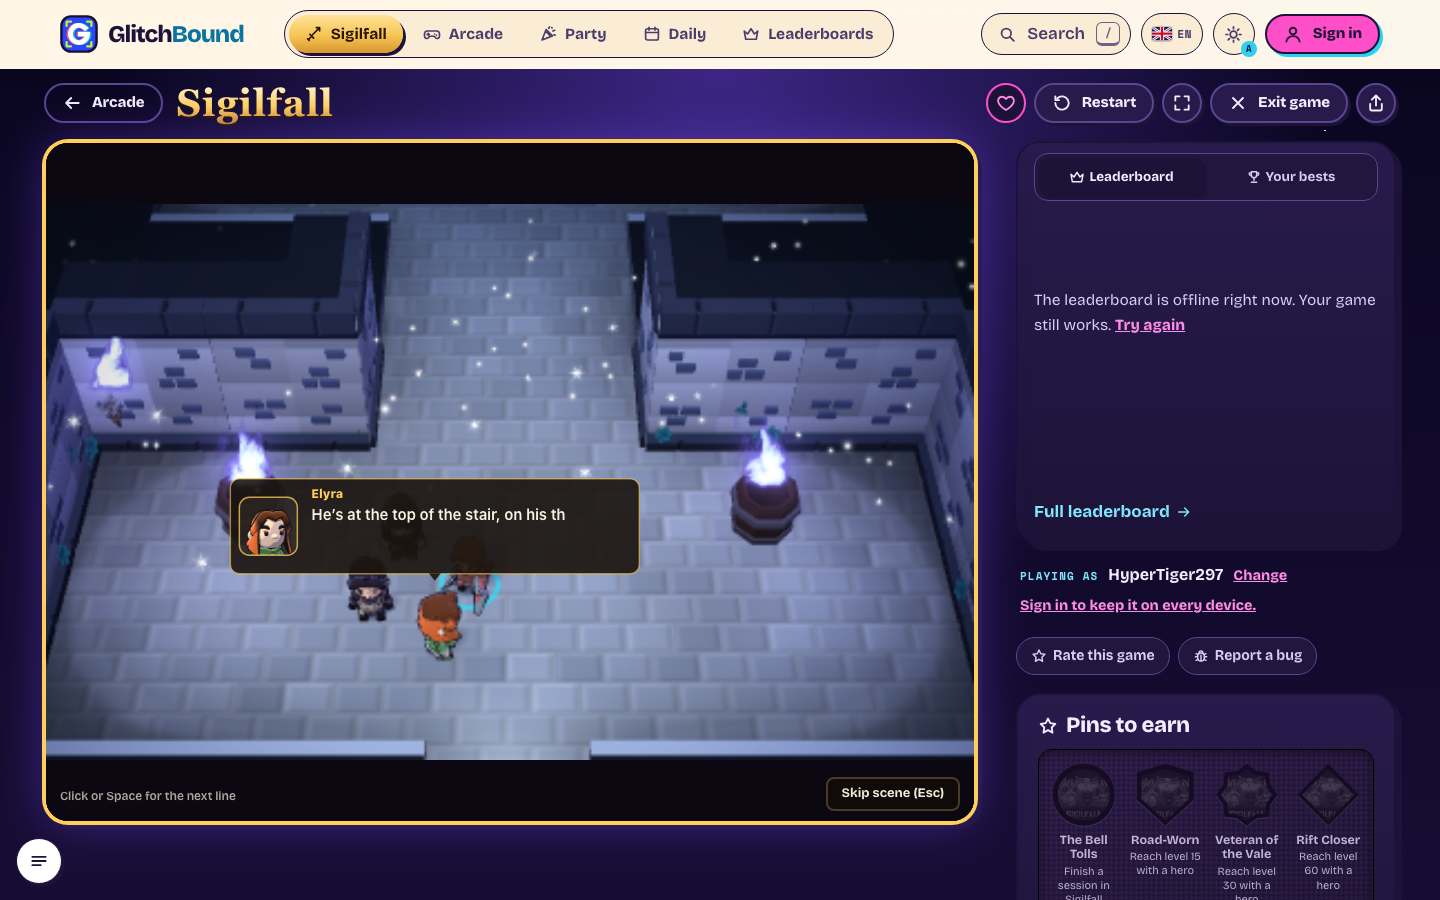 GlitchBound
Sigilfall
Arcade
Party
Daily
Leaderboards
Search /
EN
A
Sign in
Arcade
Sigilfall
Restart
Exit game
Leaderboard
Your bests
The leaderboard is offline right now. Your game
still works. Try again
Full leaderboard →
Elyra
He's at the top of the stair, on his th
Click or Space for the next line
Skip scene (Esc)
PLAYING AS HyperTiger297 Change
Sign in to keep it on every device.
Rate this game
Report a bug
Pins to earn
The Bell
Tolls
Finish a
session in
Sigilfall
Road-Worn
Reach level 15
with a hero
Veteran of
the Vale
Reach level
30 with a
hero
Rift Closer
Reach level
60 with a
hero